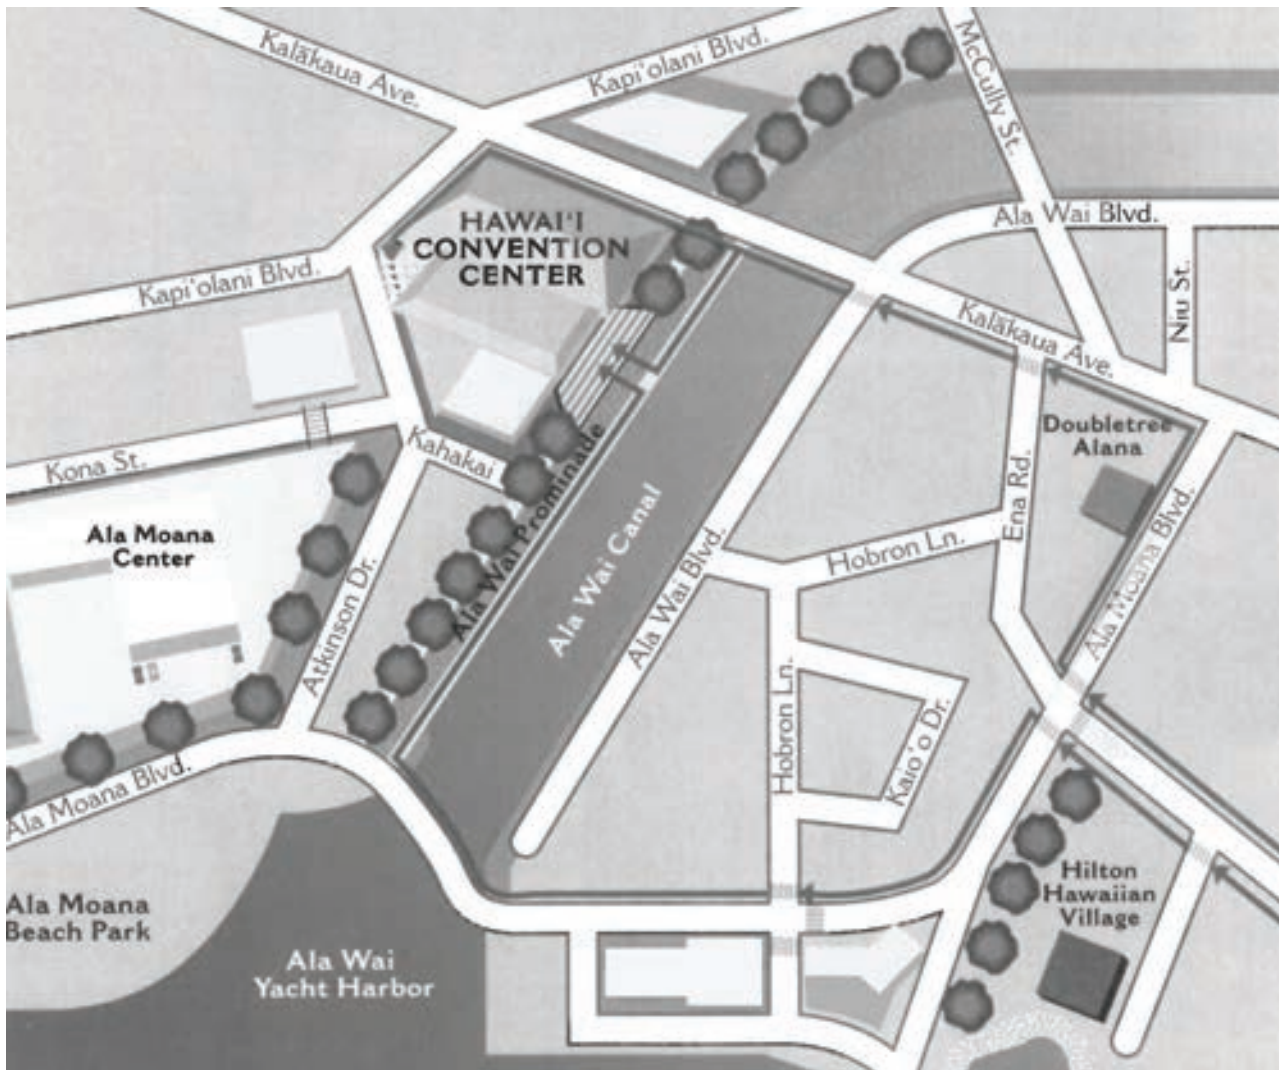 Kalākaua Ave.
Kapi'olani Blvd.
McCully St.
HAWAI'I
CONVENTION
CENTER
Ala Wai Blvd.
Kapi'olani Blvd.
Niu St.
Kalākaua Ave.
Doubletree
Alana
Kona St.
Kahakai
Ala Wai Prominade
Ala Wai Canal
Ena Rd.
Ala Moana Blvd.
Hobron Ln.
Ala Moana
Center
Atkinson Dr.
Ala Wai Blvd.
Hobron Ln.
Kaio'o Dr.
Ala Moana Blvd.
Hilton
Hawaiian
Village
Ala Moana
Beach Park
Ala Wai
Yacht Harbor